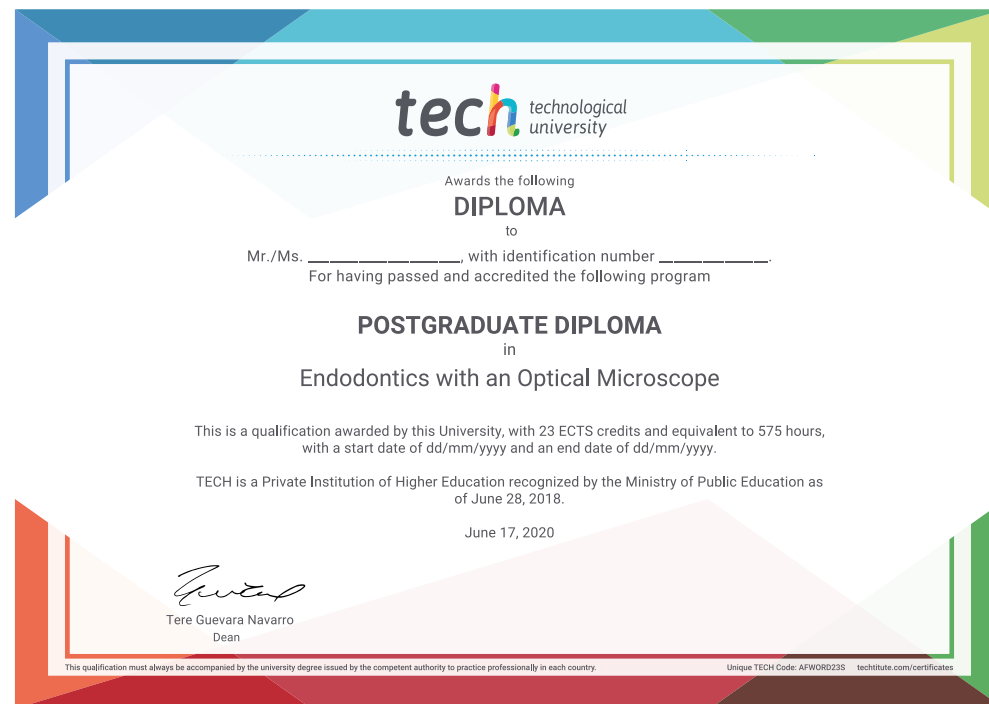 tech technological
university
Awards the following
DIPLOMA
to
Mr./Ms. __________________, with identification number _____________.
For having passed and accredited the following program
POSTGRADUATE DIPLOMA
in
Endodontics with an Optical Microscope
This is a qualification awarded by this University, with 23 ECTS credits and equivalent to 575 hours,
with a start date of dd/mm/yyyy and an end date of dd/mm/yyyy.
TECH is a Private Institution of Higher Education recognized by the Ministry of Public Education as
of June 28, 2018.
June 17, 2020
Tere Guevara Navarro
Dean
This qualification must always be accompanied by the university degree issued by the competent authority to practice professionally in each country. Unique TECH Code: AFWORD23S techtitute.com/certificates